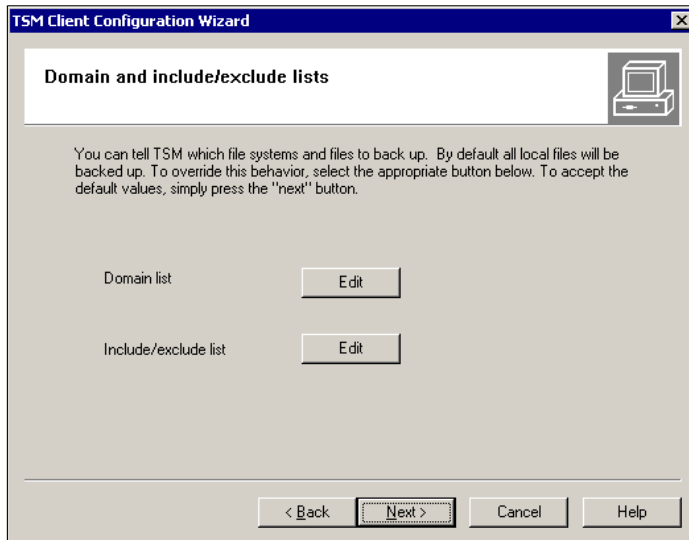 TSM Client Configuration Wizard
Domain and include/exclude lists
You can tell TSM which file systems and files to back up. By default all local files will be
backed up. To override this behavior, select the appropriate button below. To accept the
default values, simply press the "next" button.
Domain list
Edit
Include/exclude list
Edit
< Back
Next >
Cancel
Help